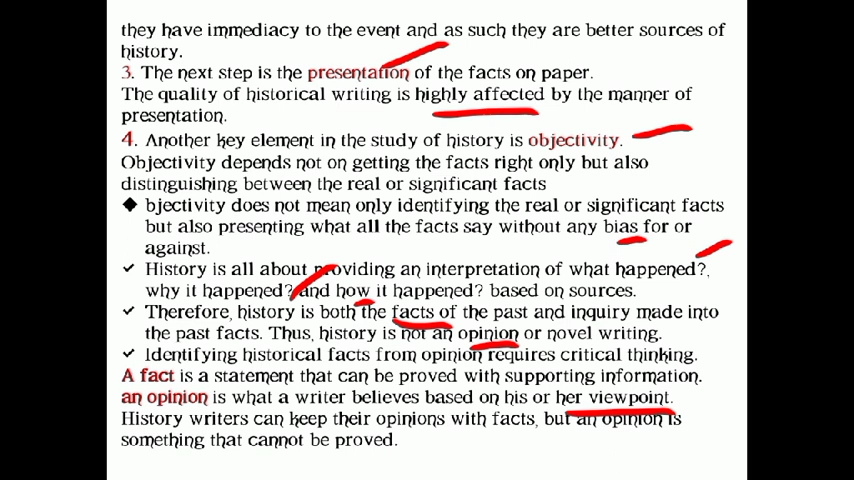 they have immediacy to the event and as such they are better sources of
history.
3. The next step is the presentation of the facts on paper.
The quality of historical writing is highly affected by the manner of
presentation.
4. Another key element in the study of history is objectivity.
Objectivity depends not on getting the facts right only but also
distinguishing between the real or significant facts
◆ bjectivity does not mean only identifying the real or significant facts
but also presenting what all the facts say without any bias for or
against.
✓ History is all about providing an interpretation of what happened?,
why it happened? and how it happened? based on sources.
✓ Therefore, history is both the facts of the past and inquiry made into
the past facts. Thus, history is not an opinion or novel writing.
✓ Identifying historical facts from opinion requires critical thinking.
A fact is a statement that can be proved with supporting information.
an opinion is what a writer believes based on his or her viewpoint.
History writers can keep their opinions with facts, but an opinion is
something that cannot be proved.